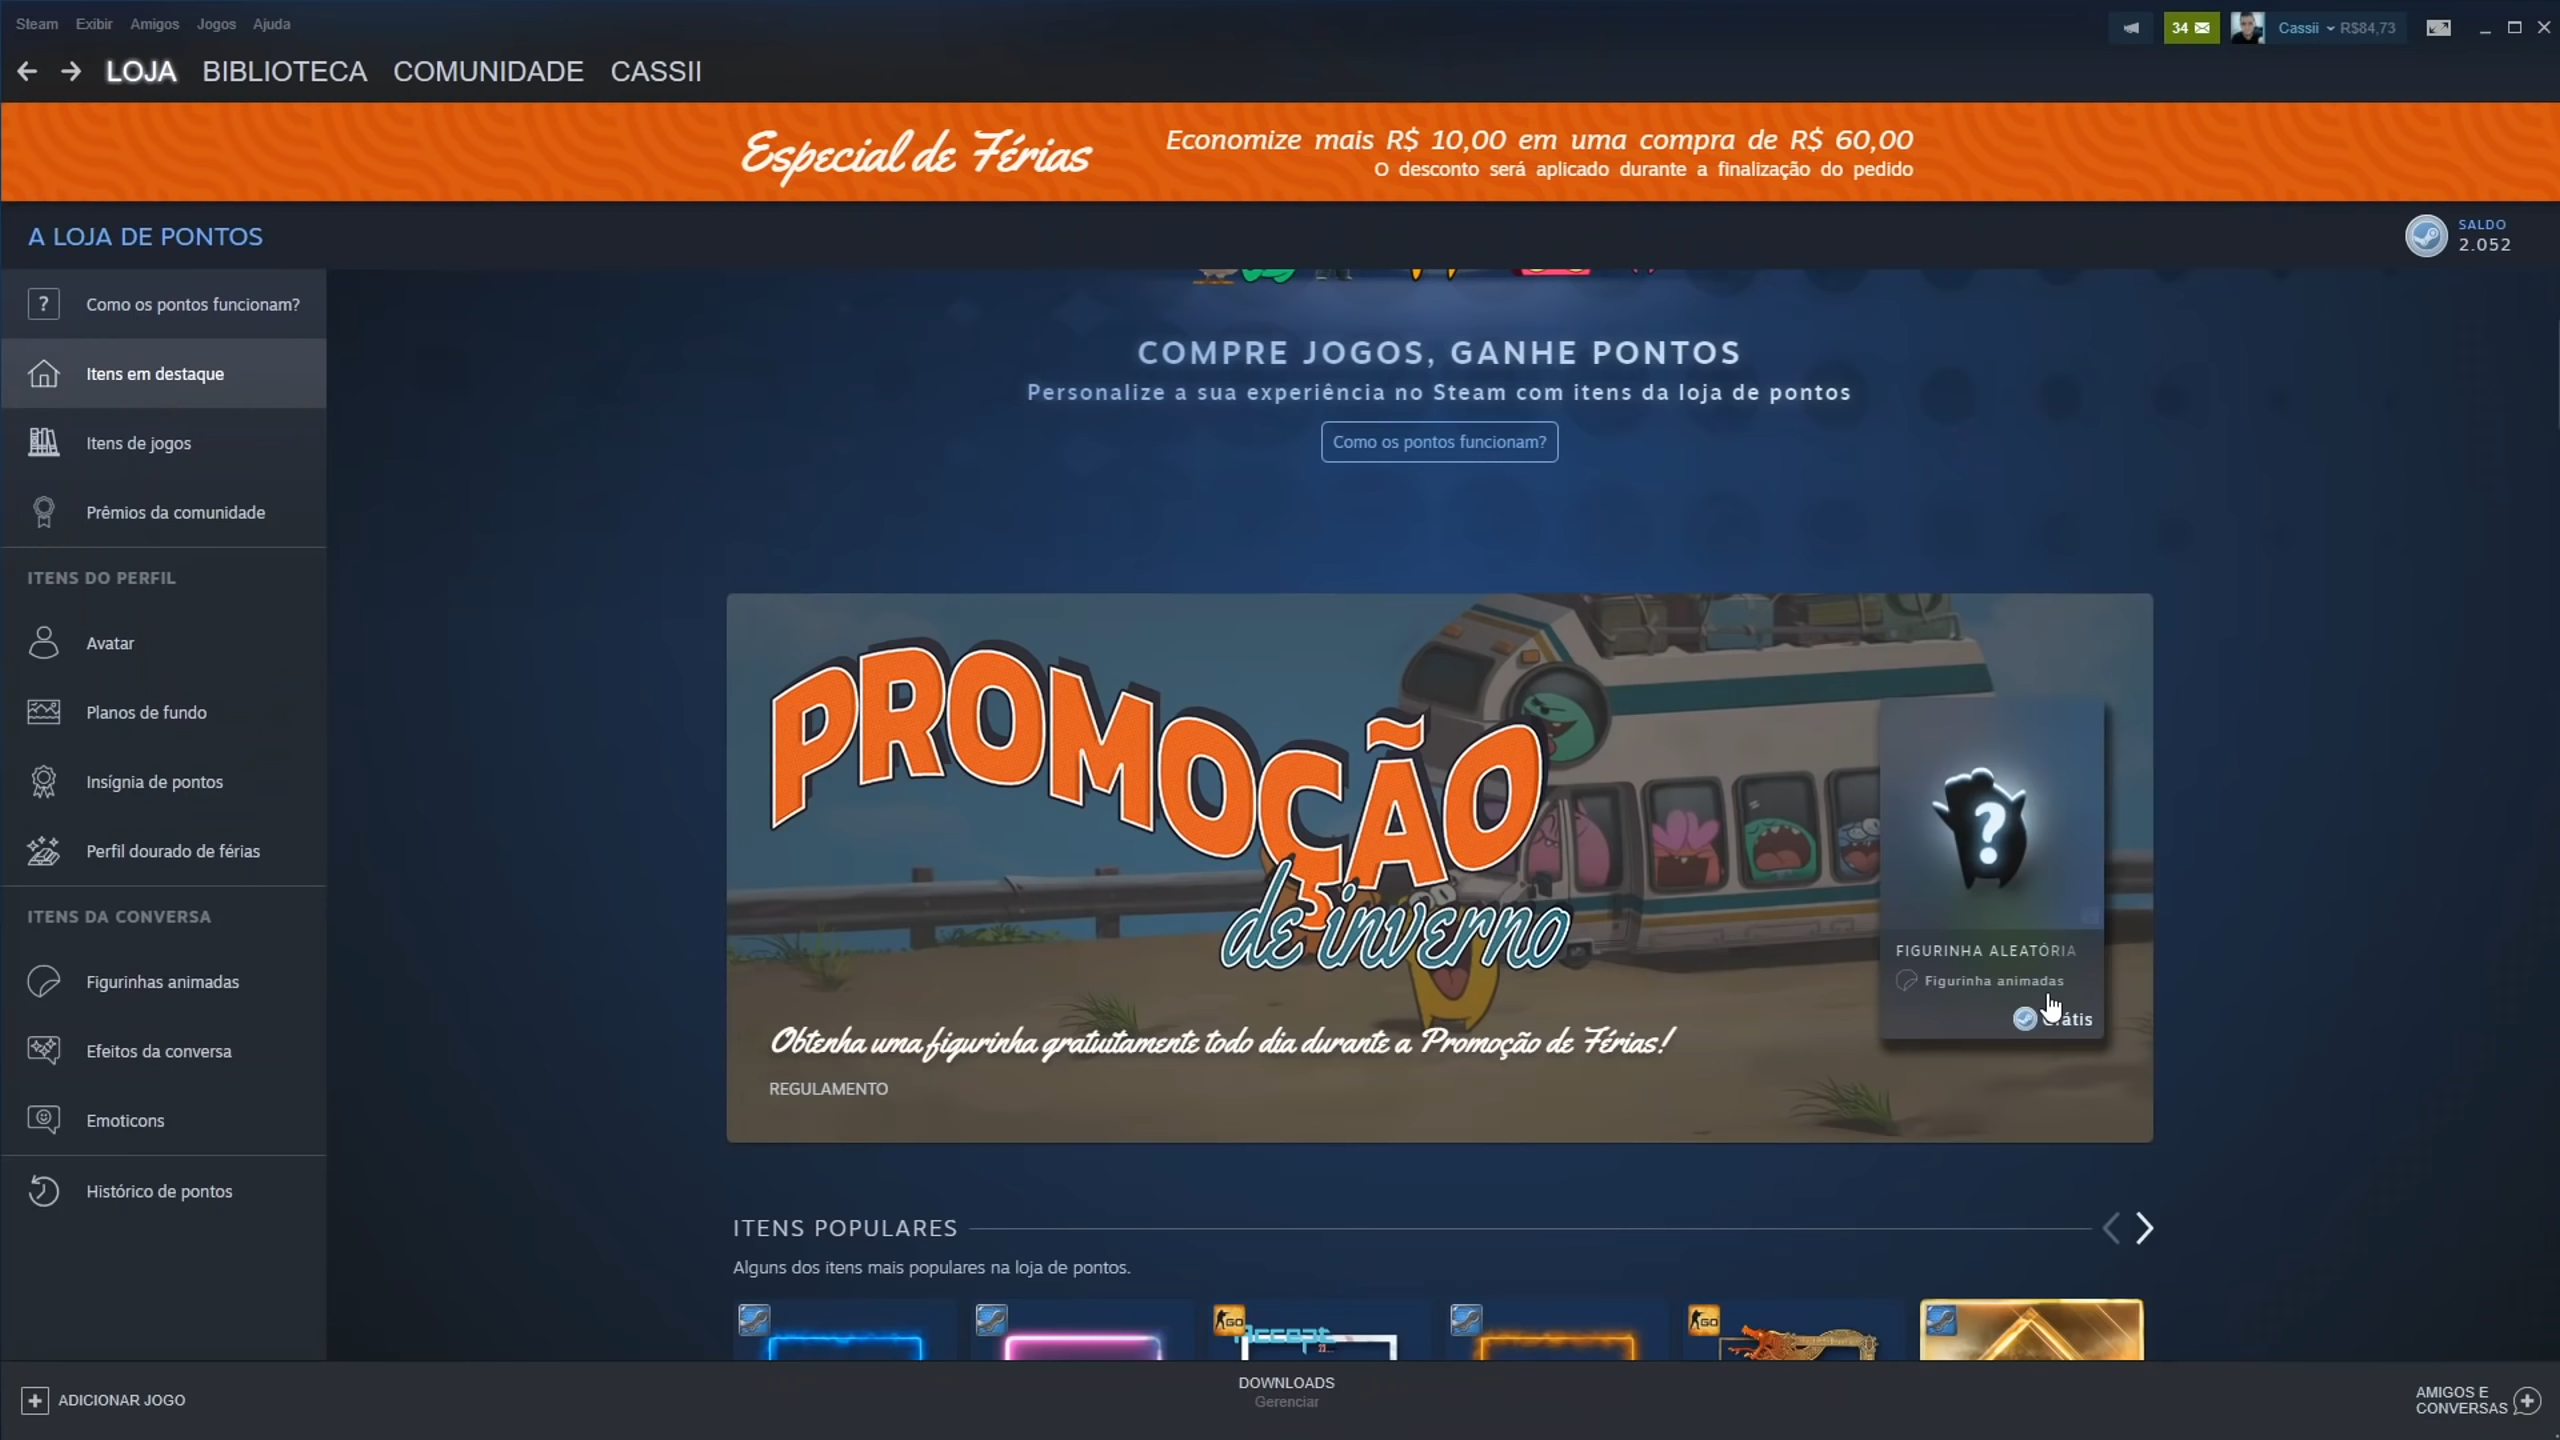 Steam Exibir Amigos Jogos Ajuda
34
Cassii R$84,73
LOJA BIBLIOTECA COMUNIDADE CASSII
Especial de Férias
Economize mais R$ 10,00 em uma compra de R$ 60,00
O desconto será aplicado durante a finalização do pedido
A LOJA DE PONTOS
SALDO
2.052
? Como os pontos funcionam?
Itens em destaque
Itens de jogos
Prêmios da comunidade
ITENS DO PERFIL
Avatar
Planos de fundo
Insígnia de pontos
Perfil dourado de férias
ITENS DA CONVERSA
Figurinhas animadas
Efeitos da conversa
Emoticons
Histórico de pontos
COMPRE JOGOS, GANHE PONTOS
Personalize a sua experiência no Steam com itens da loja de pontos
Como os pontos funcionam?
PROMOÇÃO
de inverno
Obtenha uma figurinha gratuitamente todo dia durante a Promoção de Férias!
REGULAMENTO
?
FIGURINHA ALEATÓRIA
Figurinha animadas
Grátis
ITENS POPULARES
Alguns dos itens mais populares na loja de pontos.
GO
Accept
GO
ADICIONAR JOGO
DOWNLOADS
Gerenciar
AMIGOS E
CONVERSAS